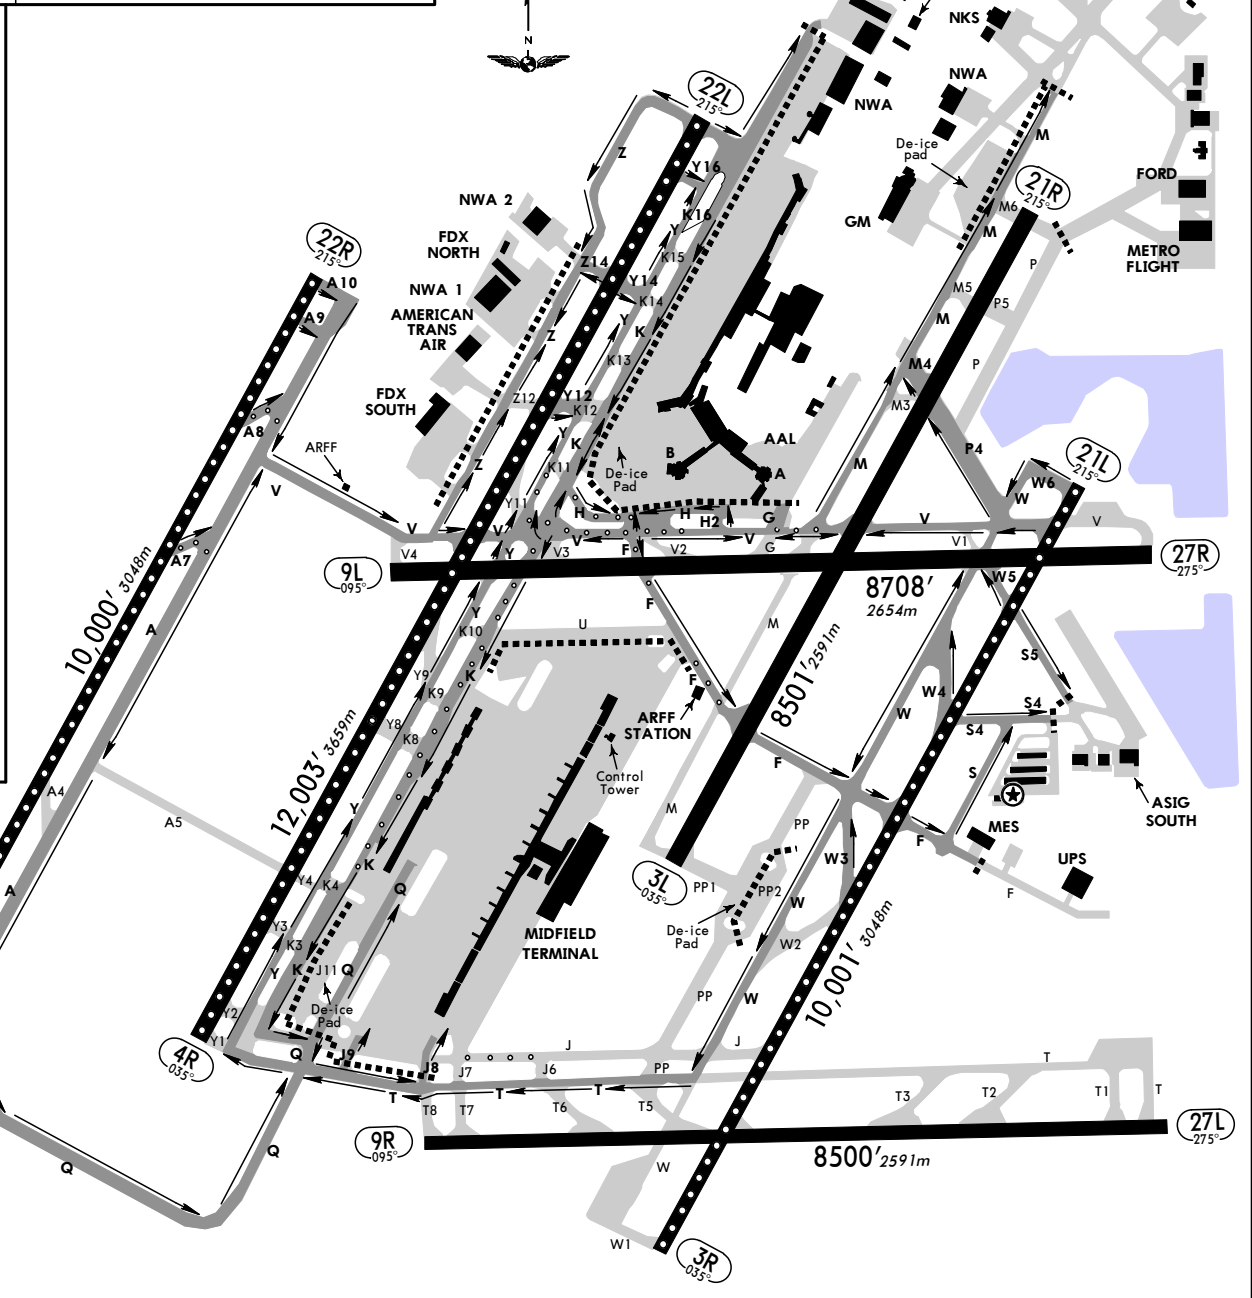 N
NKS
NWA
NWA
De-ice
pad
GM
M
M6
M
21R
215°
FORD
METRO
FLIGHT
22L
215°
Z
Y16
K16
Y
K15
NWA 2
FDX
NORTH
NWA 1
AMERICAN
TRANS
AIR
FDX
SOUTH
22R
215°
A10
A9
A8
ARFF
V
Z14
Y14
K14
Y
K
Z
K13
Z12
Y12
K12
Y
K
K11
Z
Y11
De-ice
Pad
B
A
AAL
P
M5
P5
M
P
M4
M3
P4
M
21L
215°
W6
W
V
V
V1
H
H
H2
G
G
V
F
V2
V
V3
V
Y
V
V4
A7
9L
095°
27R
275°
8708’
2654m
10,000’ 3048m
A
F
U
M
Y
K10
K
Y9
K9
Y8
K8
F
ARFF
STATION
Control
Tower
8501’ 2591m
W5
S5
W4
W
S4
S4
S
F
12,003’ 3659m
A4
A5
A
Y
K
Y4
K4
Q
Y3
K3
Y
K
J11
Q
De-ice
Pad
Y2
Y1
Q
J9
J8
4R
035°
MIDFIELD
TERMINAL
M
3L
035°
PP1
PP
PP2
De-ice
Pad
W3
W
W2
W
PP
F
MES
ASIG
SOUTH
UPS
F
10,001’ 3048m
J
J
J7
J6
PP
T
T
T
T
T8
T7
T6
T5
T3
T2
T1
T
9R
095°
27L
275°
8500’ 2591m
Q
Q
W
W1
3R
035°